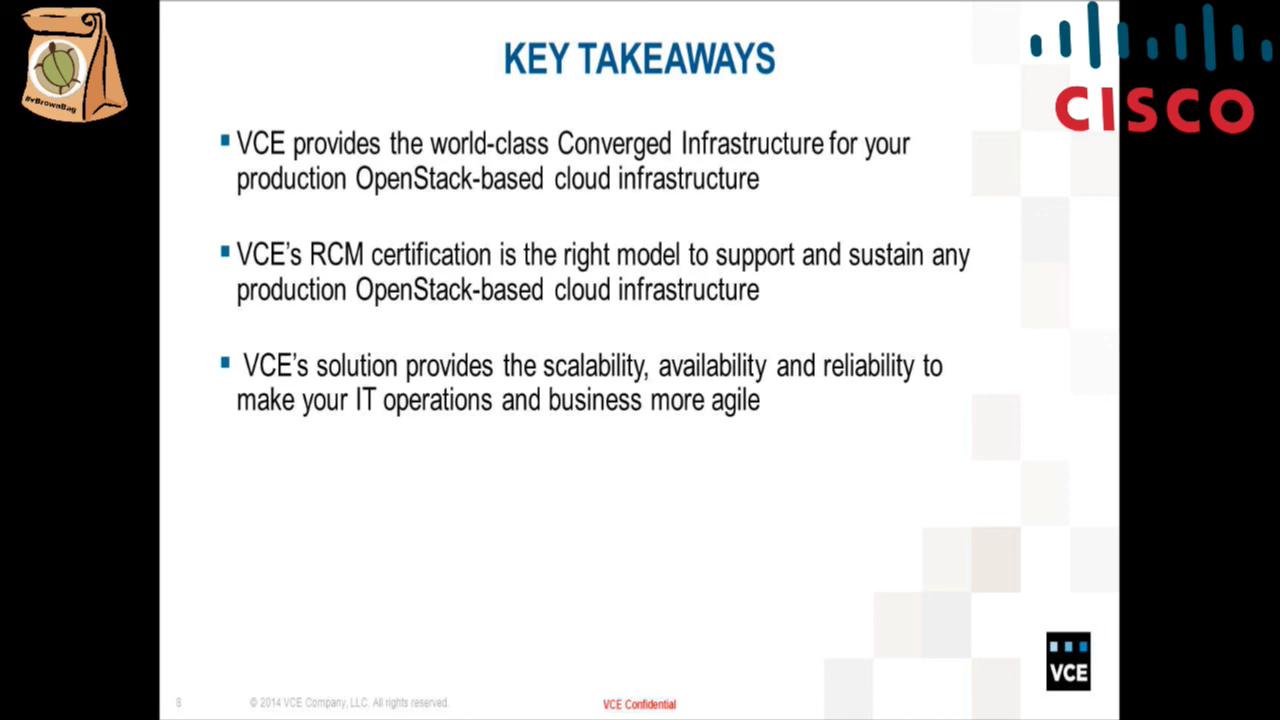 #vBrownBag
CISCO
KEY TAKEAWAYS
VCE provides the world-class Converged Infrastructure for your
production OpenStack-based cloud infrastructure
VCE's RCM certification is the right model to support and sustain any
production OpenStack-based cloud infrastructure
VCE's solution provides the scalability, availability and reliability to
make your IT operations and business more agile
VCE
8
© 2014 VCE Company, LLC. All rights reserved.
VCE Confidential